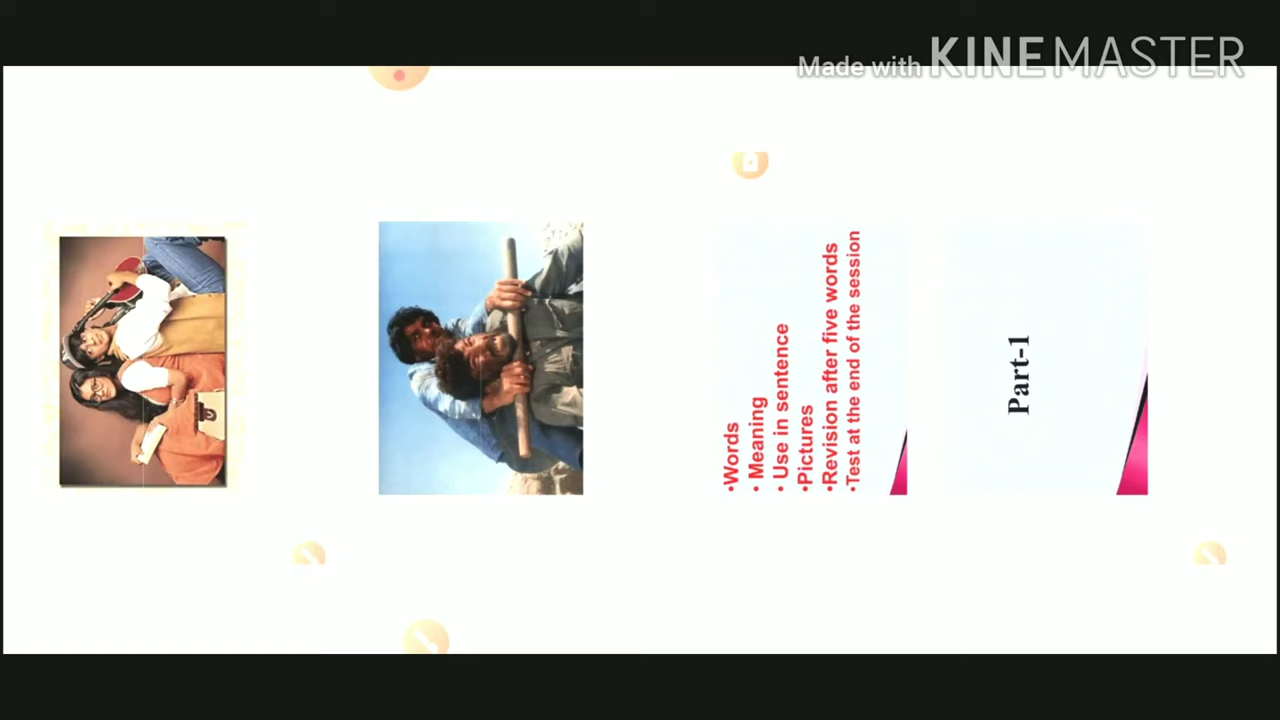 Made with KINEMASTER
•Words
• Meaning
• Use in sentence
•Pictures
•Revision after five words
•Test at the end of the session
Part-1